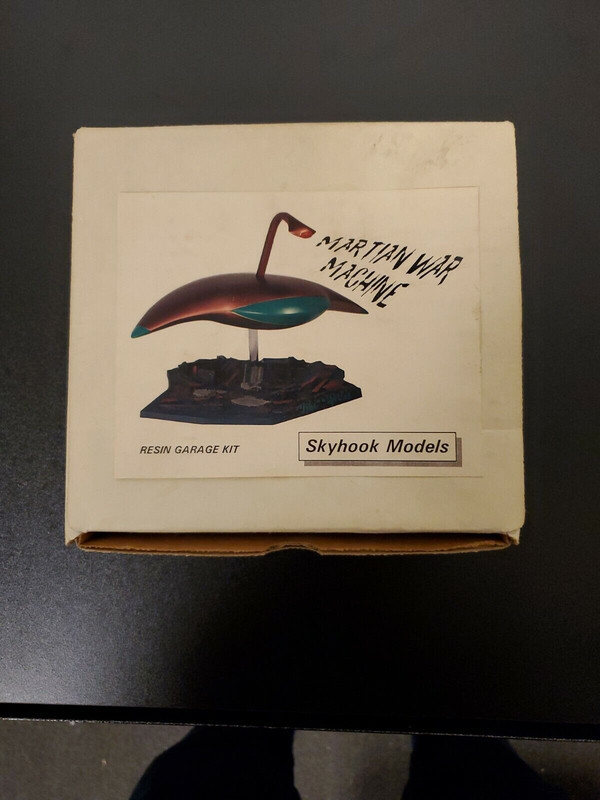 MARTIAN WAR
MACHINE
RESIN GARAGE KIT
Skyhook Models